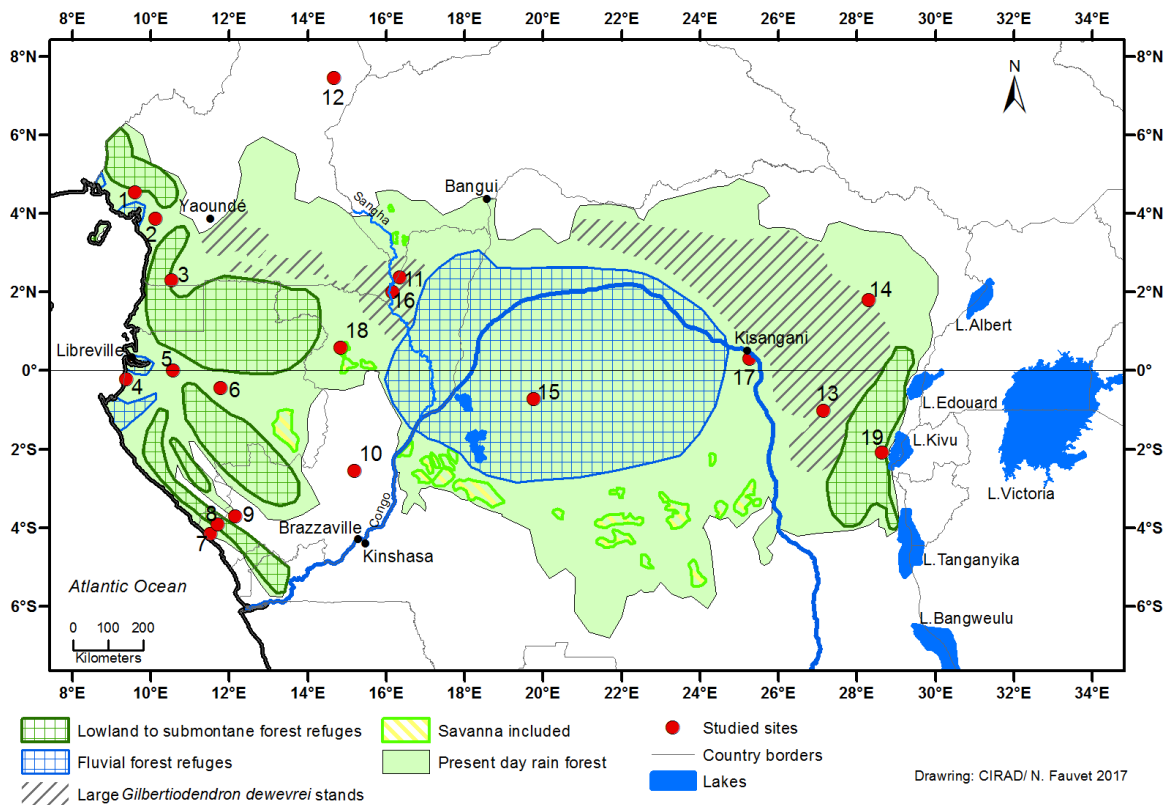 8°E 10°E 12°E 14°E 16°E 18°E 20°E 22°E 24°E 26°E 28°E 30°E 32°E 34°E
N
8°N 8°N
12
6°N 6°N
Bangui
1 Yaoundé Sangha
4°N 4°N
2
3 11 14
2°N 16 2°N
L.Albert
18
Libreville Kisangani
5 17
0° 0°
4 6 15 13 L.Edouard
19 L.Kivu
2°S 2°S
10
L.Victoria
8 9
4°S Brazzaville Congo 4°S
7 Kinshasa
L.Tanganyika
Atlantic Ocean
6°S L.Bangweulu 6°S
0 100 200
Kilometers
8°E 10°E 12°E 14°E 16°E 18°E 20°E 22°E 24°E 26°E 28°E 30°E 32°E 34°E
Lowland to submontane forest refuges Savanna included Studied sites
Fluvial forest refuges Present day rain forest Country borders
Lakes
Large Gilbertiodendron dewevrei stands
Drawring: CIRAD/ N. Fauvet 2017